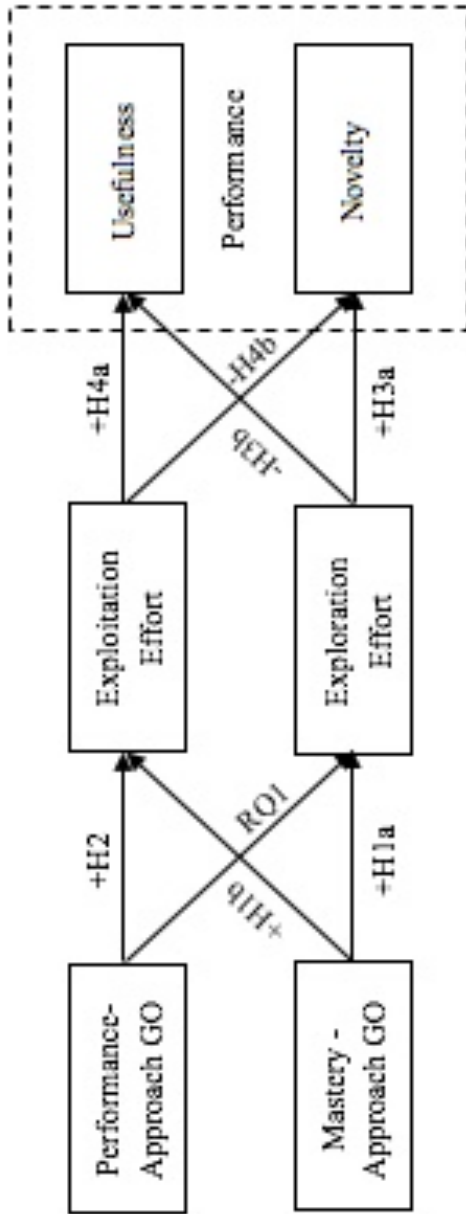 Performance-
Approach GO
Mastery -
Approach GO
+H2
RQ1
+H1b
+H1a
Exploitation
Effort
Exploration
Effort
+H4a
-H4b
-H3b
+H3a
Usefulness
Performance
Novelty